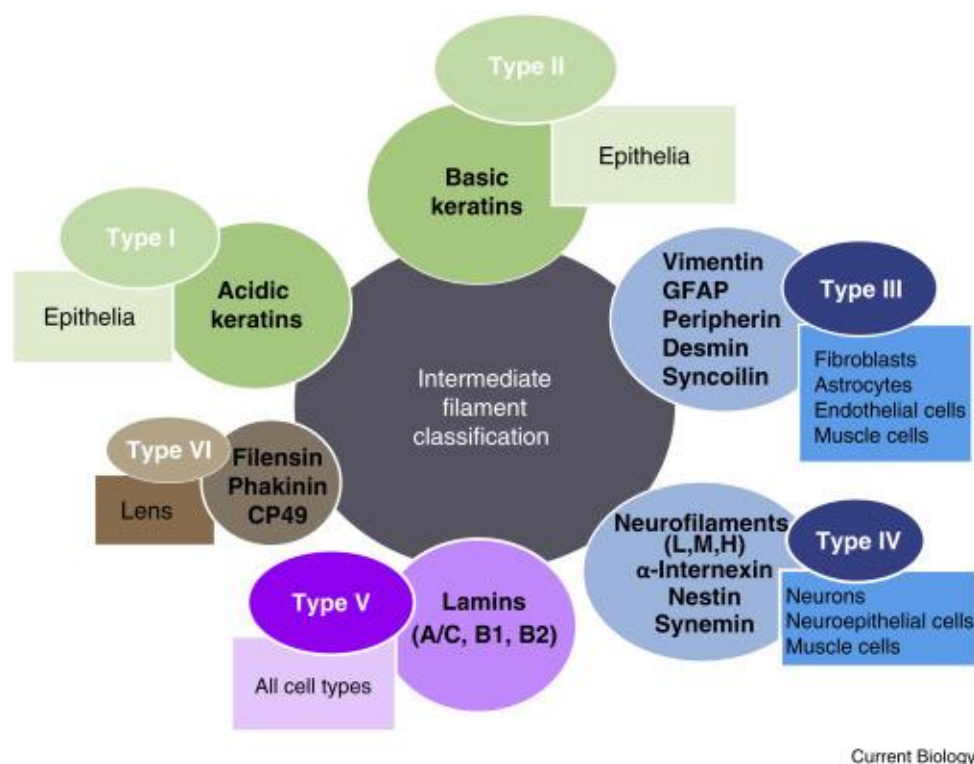 Type II
Basic
keratins
Epithelia
Type I
Acidic
keratins
Epithelia
Vimentin
GFAP
Peripherin
Desmin
Syncoilin
Type III
Fibroblasts
Astrocytes
Endothelial cells
Muscle cells
Intermediate
filament
classification
Type VI
Filensin
Phakinin
CP49
Lens
Neurofilaments
(L,M,H)
α-Internexin
Nestin
Synemin
Type IV
Neurons
Neuroepithelial cells
Muscle cells
Type V
Lamins
(A/C, B1, B2)
All cell types
Current Biology